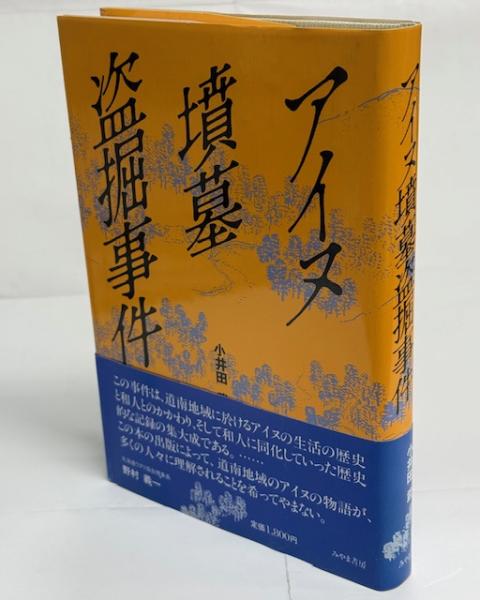 アイヌ
墳墓
盗掘事件
小井田
この事件は、道南地域に於けるアイヌの生活の歴史
と和人とのかかわり、そして和人に同化していった歴史
的な記録の集大成である。……
この本の出版によって、道南地域のアイヌの物語が、
多くの人々に理解されることを希ってやまない。
野村義一
定価1,800円
アイヌ墳墓盗掘事件
小井田
みやま書房